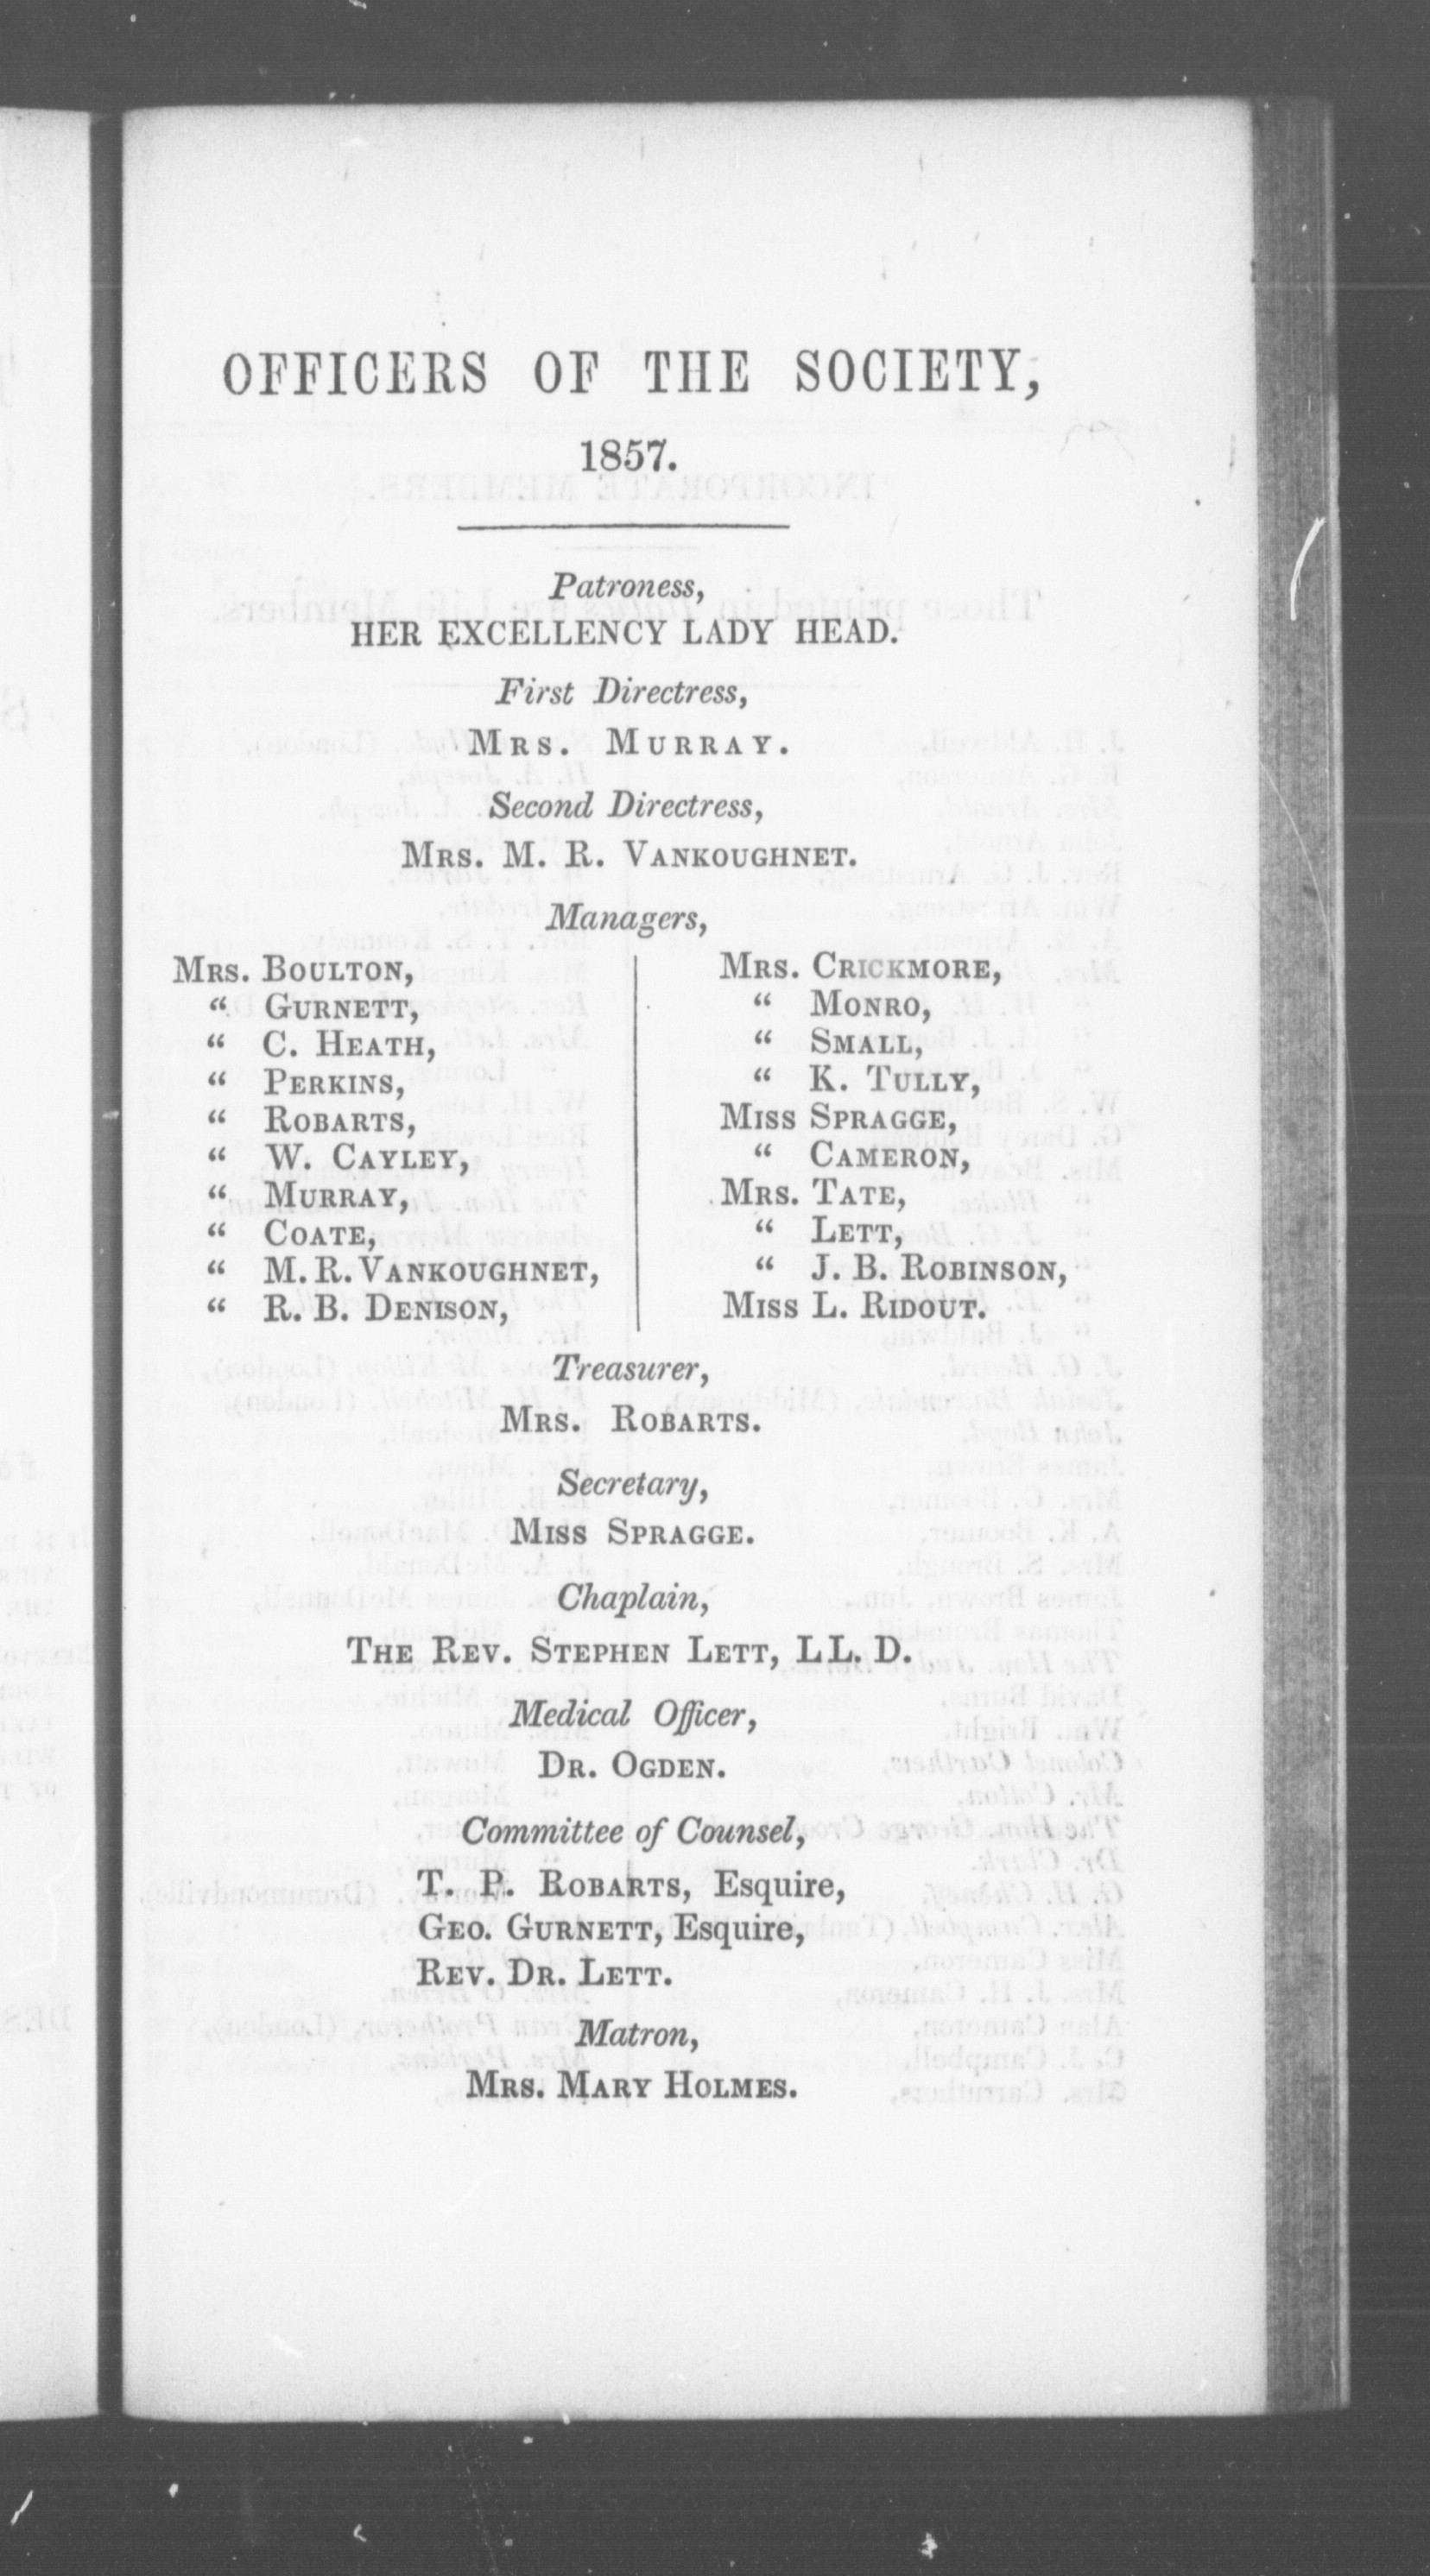 OFFICERS OF THE SOCIETY,
1857.
Patroness,
HER EXCELLENCY LADY HEAD.
First Directress,
MRS. MURRAY.
Second Directress,
MRS. M. R. VANKOUGHNET.
Managers,
MRS. BOULTON,
“ GURNETT,
“ C. HEATH,
“ PERKINS,
“ ROBARTS,
“ W. CAYLEY,
“ MURRAY,
“ COATE,
“ M. R. VANKOUGHNET,
“ R. B. DENISON,
MRS. CRICKMORE,
“ MONRO,
“ SMALL,
“ K. TULLY,
MISS SPRAGGE,
“ CAMERON,
MRS. TATE,
“ LETT,
“ J. B. ROBINSON,
MISS L. RIDOUT.
Treasurer,
MRS. ROBARTS.
Secretary,
MISS SPRAGGE.
Chaplain,
THE REV. STEPHEN LETT, LL. D.
Medical Officer,
DR. OGDEN.
Committee of Counsel,
T. P. ROBARTS, Esquire,
GEO. GURNETT, Esquire,
REV. DR. LETT.
Matron,
MRS. MARY HOLMES.